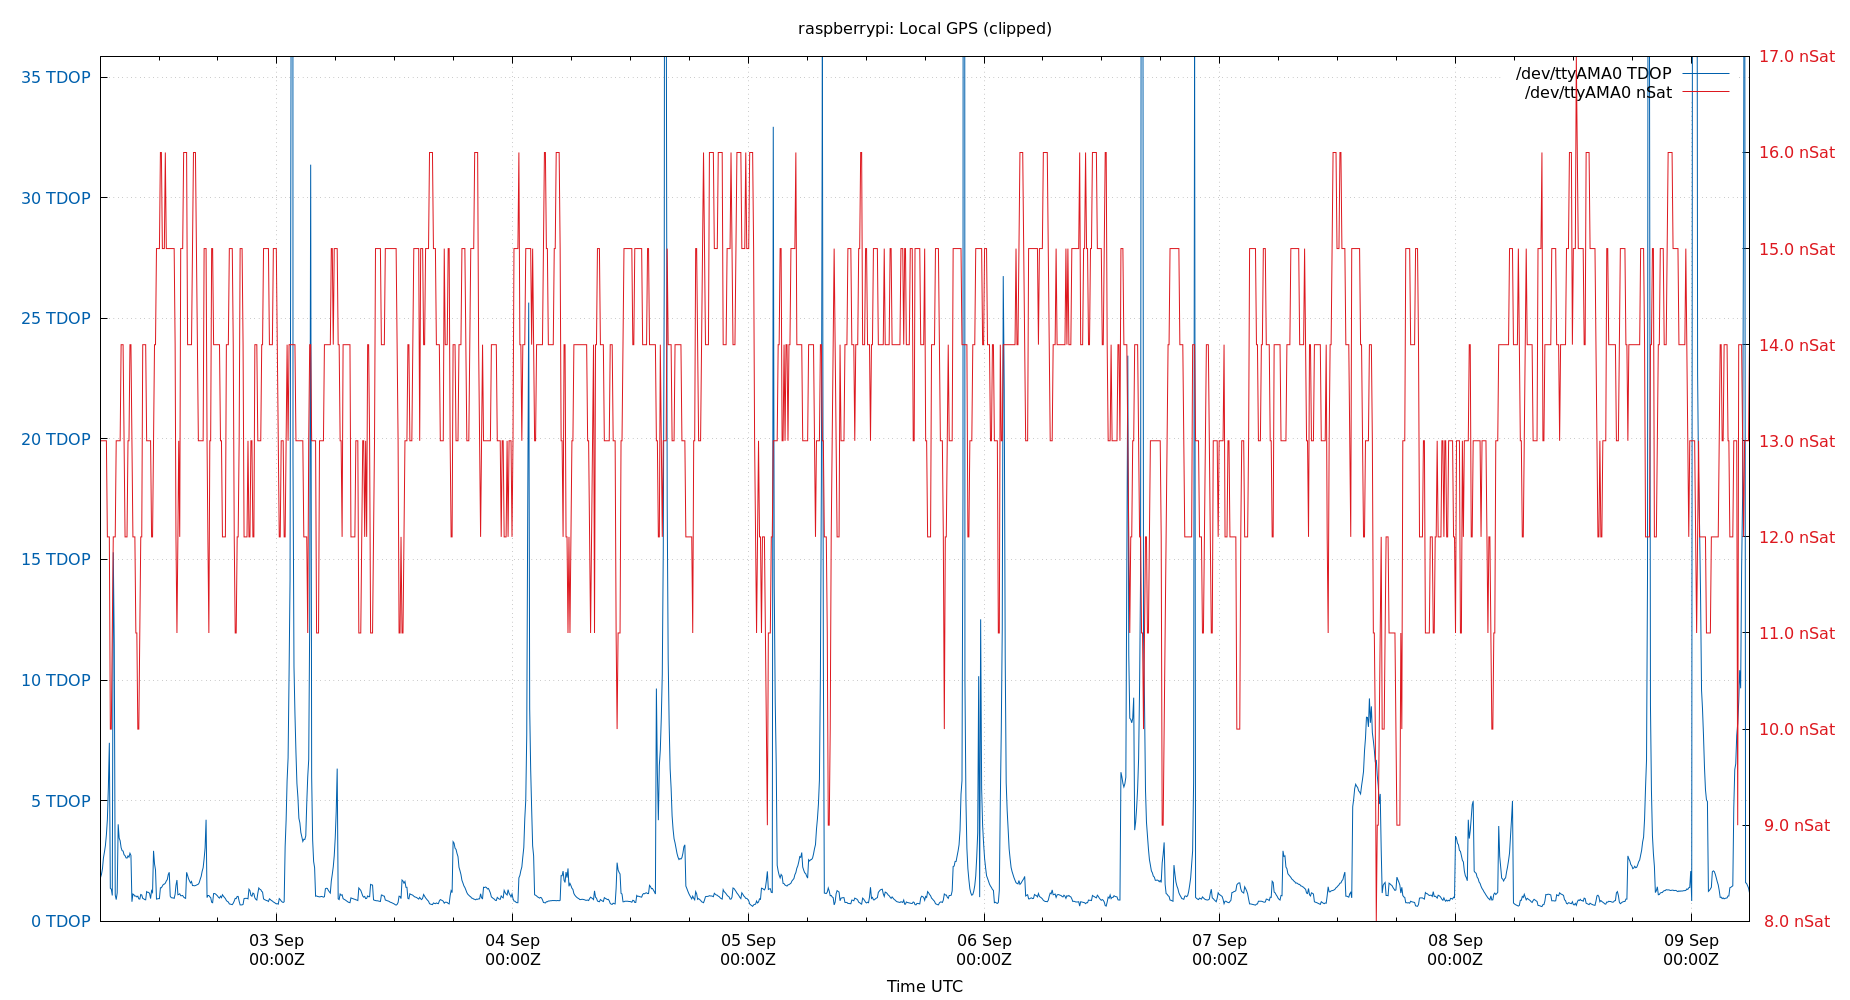 raspberrypi: Local GPS (clipped)
35 TDOP
30 TDOP
25 TDOP
20 TDOP
15 TDOP
10 TDOP
5 TDOP
0 TDOP
17.0 nSat
16.0 nSat
15.0 nSat
14.0 nSat
13.0 nSat
12.0 nSat
11.0 nSat
10.0 nSat
9.0 nSat
8.0 nSat
/dev/ttyAMA0 TDOP
/dev/ttyAMA0 nSat
03 Sep
00:00Z
04 Sep
00:00Z
05 Sep
00:00Z
06 Sep
00:00Z
07 Sep
00:00Z
08 Sep
00:00Z
09 Sep
00:00Z
Time UTC